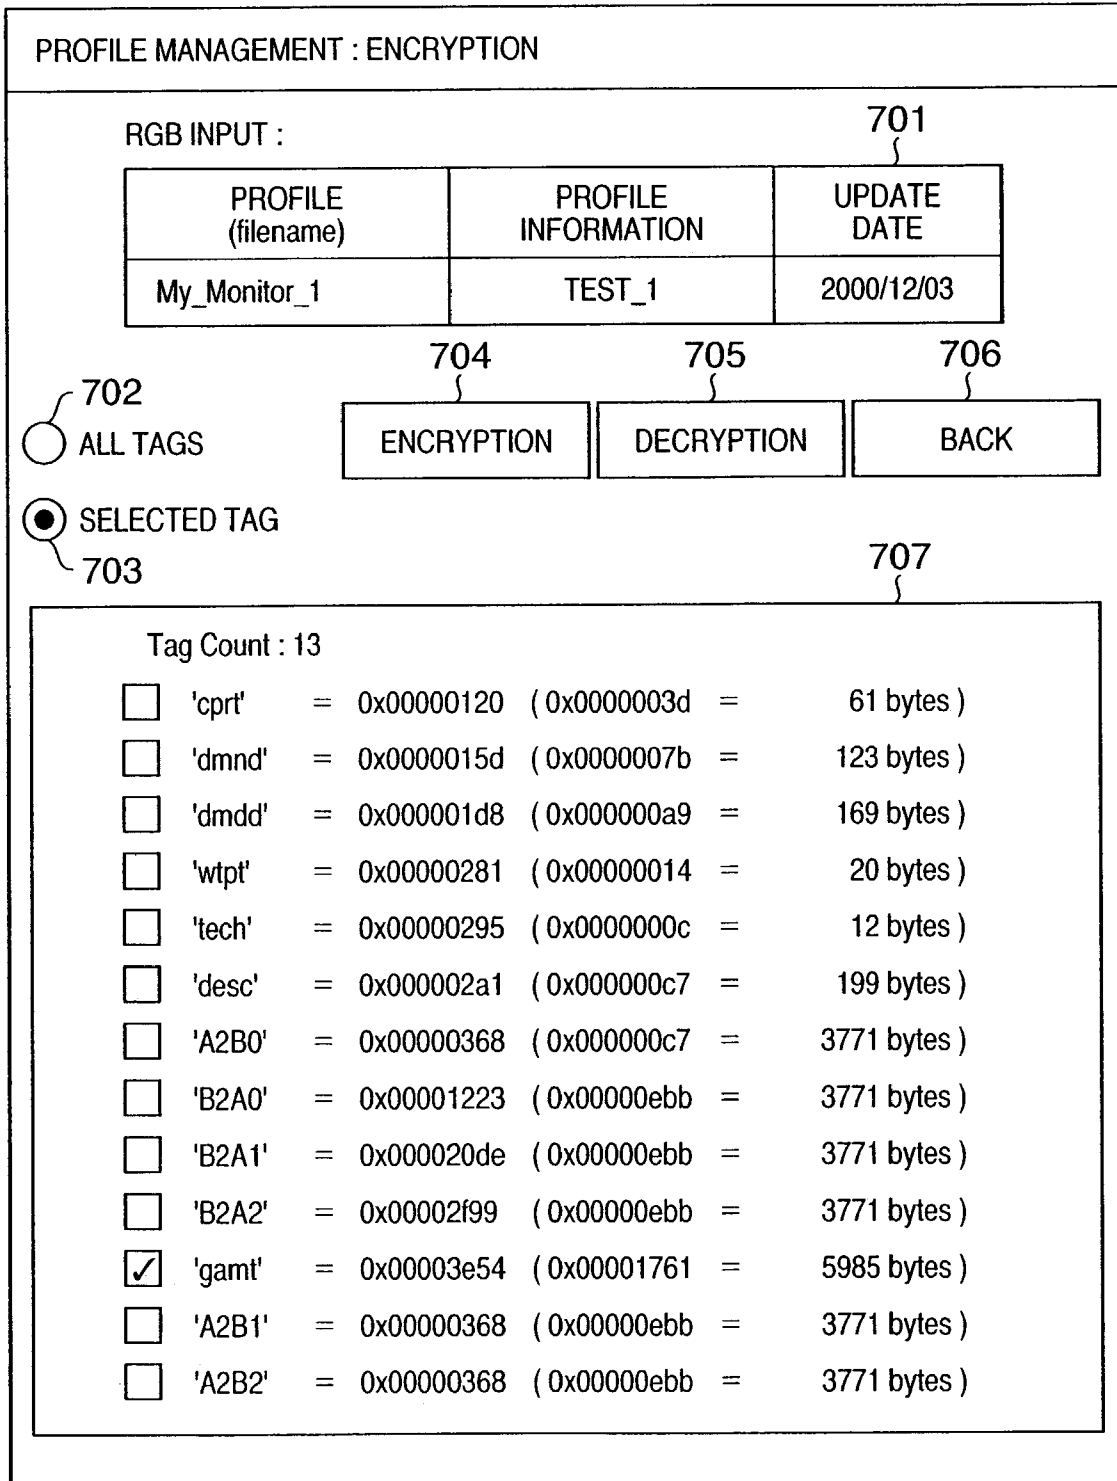 PROFILE MANAGEMENT : ENCRYPTION
RGB INPUT :
701
PROFILE (filename)
PROFILE INFORMATION
UPDATE DATE
My_Monitor_1
TEST_1
2000/12/03
702
704
705
706
ALL TAGS
ENCRYPTION
DECRYPTION
BACK
SELECTED TAG
703
707
Tag Count : 13
'cprt' = 0x00000120 ( 0x0000003d = 61 bytes )
'dmnd' = 0x0000015d ( 0x0000007b = 123 bytes )
'dmdd' = 0x000001d8 ( 0x000000a9 = 169 bytes )
'wtpt' = 0x00000281 ( 0x00000014 = 20 bytes )
'tech' = 0x00000295 ( 0x0000000c = 12 bytes )
'desc' = 0x000002a1 ( 0x000000c7 = 199 bytes )
'A2B0' = 0x00000368 ( 0x000000c7 = 3771 bytes )
'B2A0' = 0x00001223 ( 0x00000ebb = 3771 bytes )
'B2A1' = 0x000020de ( 0x00000ebb = 3771 bytes )
'B2A2' = 0x00002f99 ( 0x00000ebb = 3771 bytes )
'gamt' = 0x00003e54 ( 0x00001761 = 5985 bytes )
'A2B1' = 0x00000368 ( 0x00000ebb = 3771 bytes )
'A2B2' = 0x00000368 ( 0x00000ebb = 3771 bytes )